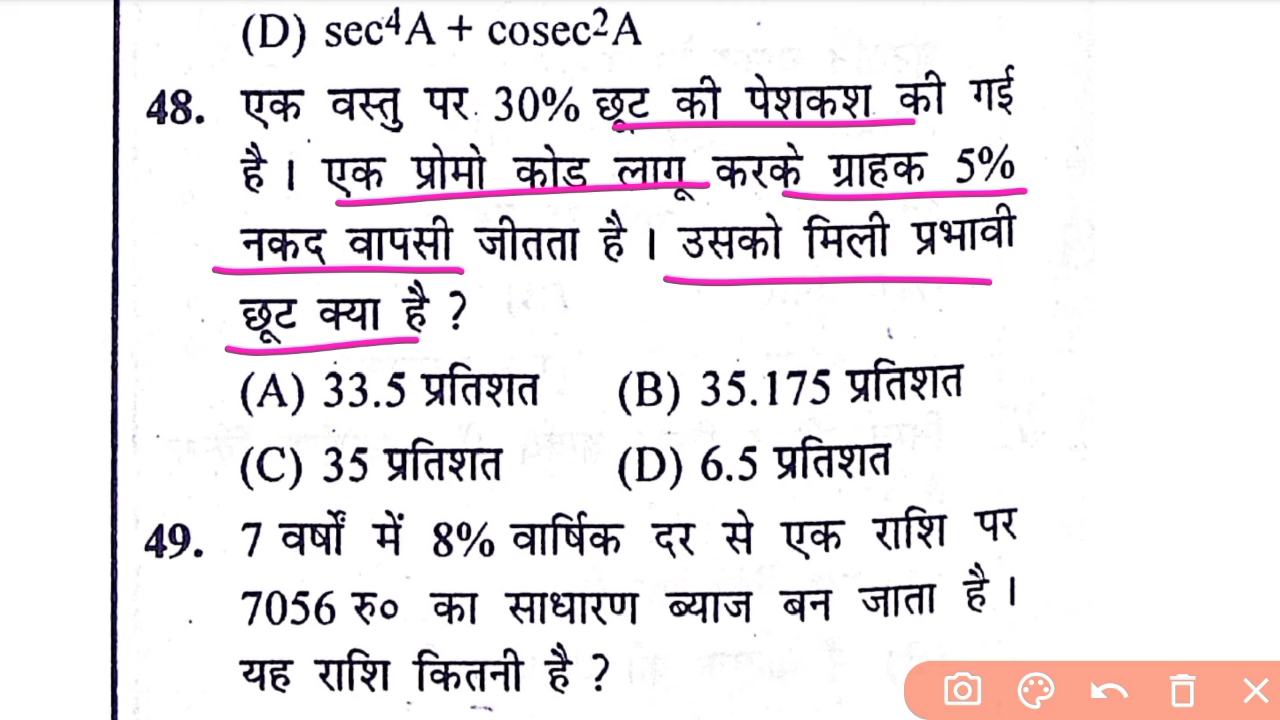 (D) sec⁴A + cosec²A
48. एक वस्तु पर 30% छूट की पेशकश की गई
है । एक प्रोमो कोड लागू करके ग्राहक 5%
नकद वापसी जीतता है । उसको मिली प्रभावी
छूट क्या है ?
(A) 33.5 प्रतिशत (B) 35.175 प्रतिशत
(C) 35 प्रतिशत (D) 6.5 प्रतिशत
49. 7 वर्षों में 8% वार्षिक दर से एक राशि पर
7056 रु० का साधारण ब्याज बन जाता है ।
यह राशि कितनी है ?